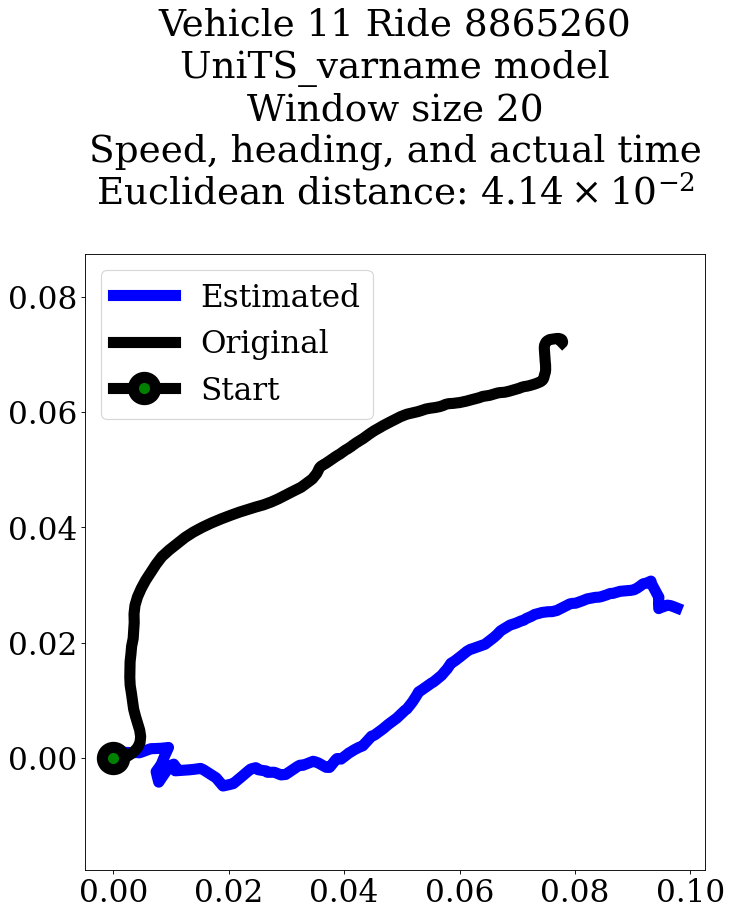 Vehicle 11 Ride 8865260
UniTS_varname model
Window size 20
Speed, heading, and actual time
Euclidean distance: 4.14 × 10⁻²
Estimated
Original
Start
0.08
0.06
0.04
0.02
0.00
0.00 0.02 0.04 0.06 0.08 0.10